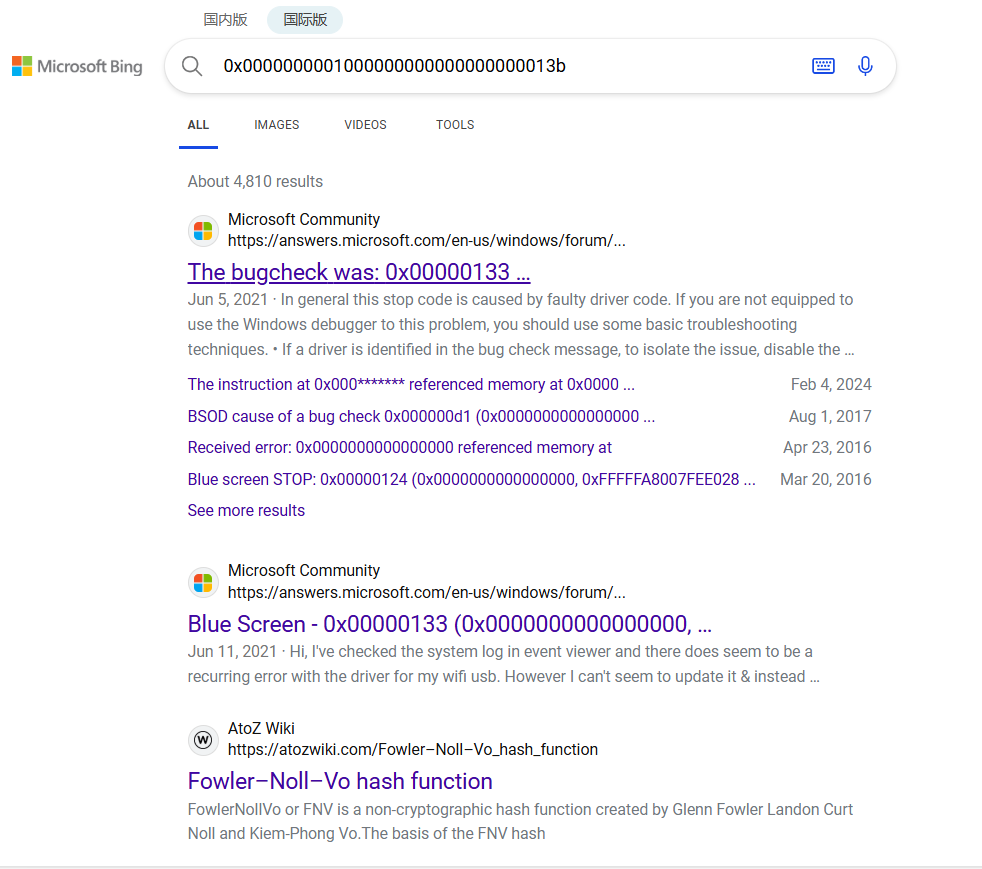 国内版 国际版
Microsoft Bing
0x0000000001000000000000000000013b
ALL IMAGES VIDEOS TOOLS
About 4,810 results
Microsoft Community
https://answers.microsoft.com/en-us/windows/forum/...
The bugcheck was: 0x00000133 ...
Jun 5, 2021 · In general this stop code is caused by faulty driver code. If you are not equipped to
use the Windows debugger to this problem, you should use some basic troubleshooting
techniques. • If a driver is identified in the bug check message, to isolate the issue, disable the ...
The instruction at 0x000******* referenced memory at 0x0000 ... Feb 4, 2024
BSOD cause of a bug check 0x000000d1 (0x0000000000000000 ... Aug 1, 2017
Received error: 0x0000000000000000 referenced memory at Apr 23, 2016
Blue screen STOP: 0x00000124 (0x0000000000000000, 0xFFFFFA8007FEE028 ... Mar 20, 2016
See more results
Microsoft Community
https://answers.microsoft.com/en-us/windows/forum/...
Blue Screen - 0x00000133 (0x0000000000000000, ...
Jun 11, 2021 · Hi, I've checked the system log in event viewer and there does seem to be a
recurring error with the driver for my wifi usb. However I can't seem to update it & instead ...
W
AtoZ Wiki
https://atozwiki.com/Fowler–Noll–Vo_hash_function
Fowler–Noll–Vo hash function
FowlerNollVo or FNV is a non-cryptographic hash function created by Glenn Fowler Landon Curt
Noll and Kiem-Phong Vo.The basis of the FNV hash